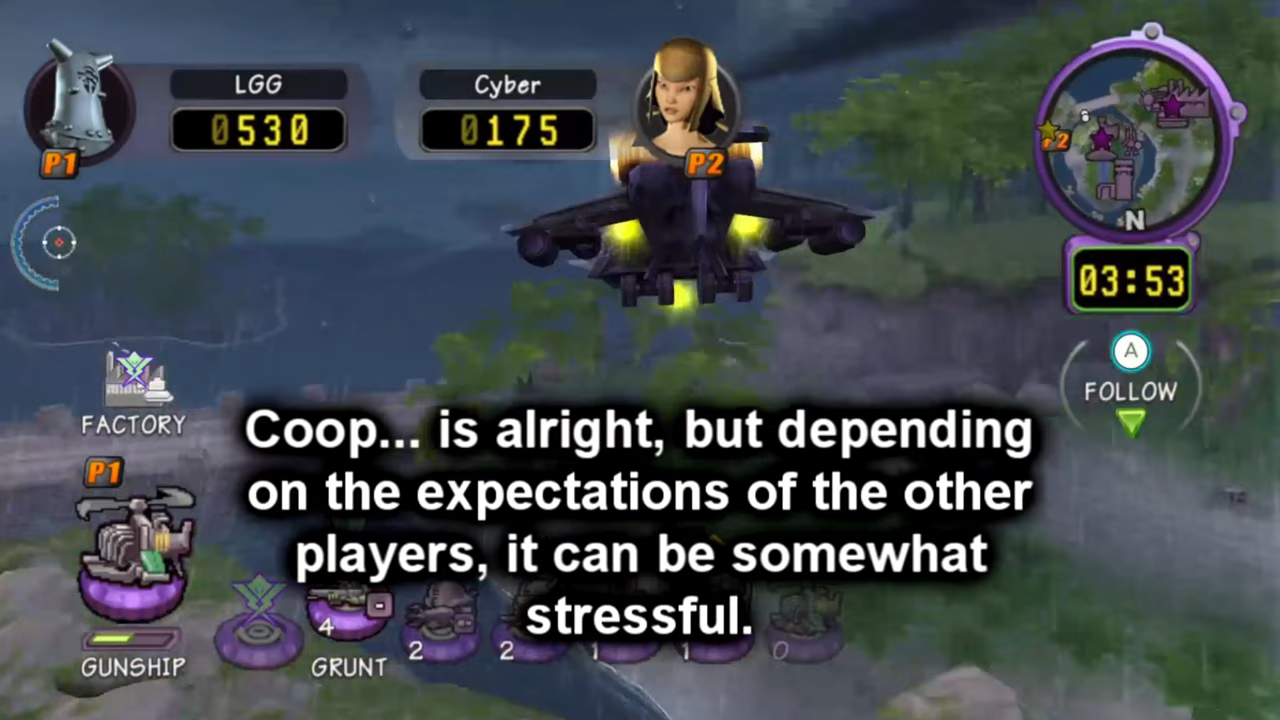 LGG
0530
P1
Cyber
0175
P2
P2
N
03:53
A
FOLLOW
FACTORY
P1
Coop... is alright, but depending
on the expectations of the other
players, it can be somewhat
stressful.
4
2
2
1
1
0
GUNSHIP
GRUNT